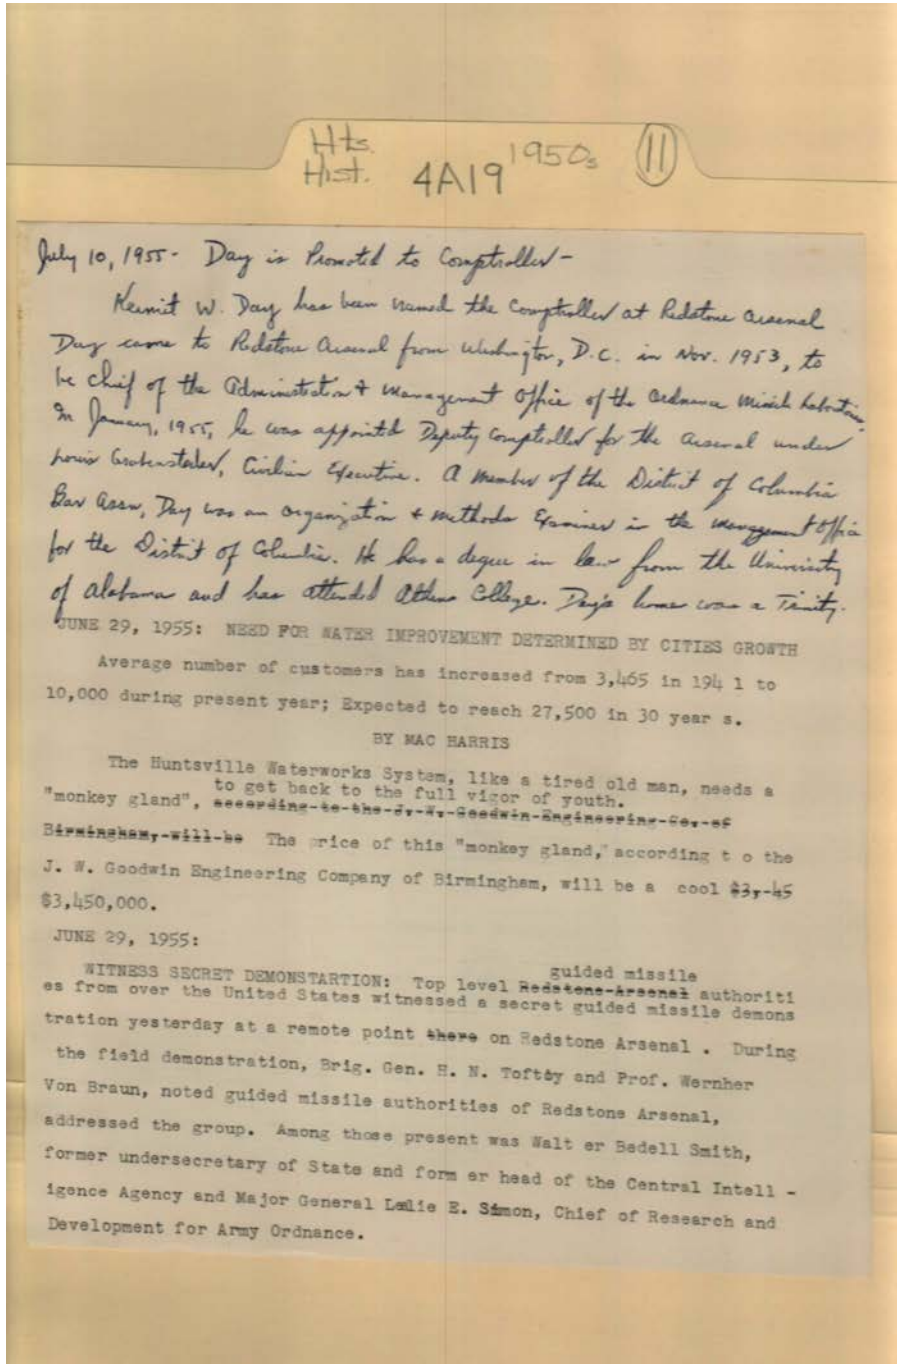 Hts.
Hist.
4A19
1950s
11
July 10, 1955 - Day is Promoted to Comptroller -
Kermit W. Day has been named the comptroller at Redstone Arsenal
Day came to Redstone Arsenal from Washington, D.C. in Nov. 1953, to
be chief of the Administration & Management Office of the Ordnance Missile Laboratories.
In January, 1955, he was appointed Deputy comptroller for the arsenal under
Louis , Civilian Executive. A member of the District of Columbia
Bar Assn, Day was an organization & methods Examiner in the management Office
for the District of Columbia. He has a degree in law from the University
of Alabama and has attended Athens College. Day's home was a Trinity.
JUNE 29, 1955: NEED FOR WATER IMPROVEMENT DETERMINED BY CITIES GROWTH
Average number of customers has increased from 3,465 in 194 1 to
10,000 during present year; Expected to reach 27,500 in 30 year s.
BY MAC HARRIS
The Huntsville Waterworks System, like a tired old man, needs a
to get back to the full vigor of youth.
"monkey gland", according-to-the-J.-W.-Goodwin-Engineering-Co.-of
Birmingham,-will-be The price of this "monkey gland," according t o the
J. W. Goodwin Engineering Company of Birmingham, will be a cool $3,-45
$3,450,000.
JUNE 29, 1955:
guided missile
WITNESS SECRET DEMONSTARTION: Top level Redstone-Arsenal authoriti
es from over the United States witnessed a secret guided missile demons
tration yesterday at a remote point there on Redstone Arsenal . During
the field demonstration, Brig. Gen. H. N. Toftoy and Prof. Wernher
Von Braun, noted guided missile authorities of Redstone Arsenal,
addressed the group. Among those present was Walt er Bedell Smith,
former undersecretary of State and form er head of the Central Intell -
igence Agency and Major General Leslie E. Simon, Chief of Research and
Development for Army Ordnance.